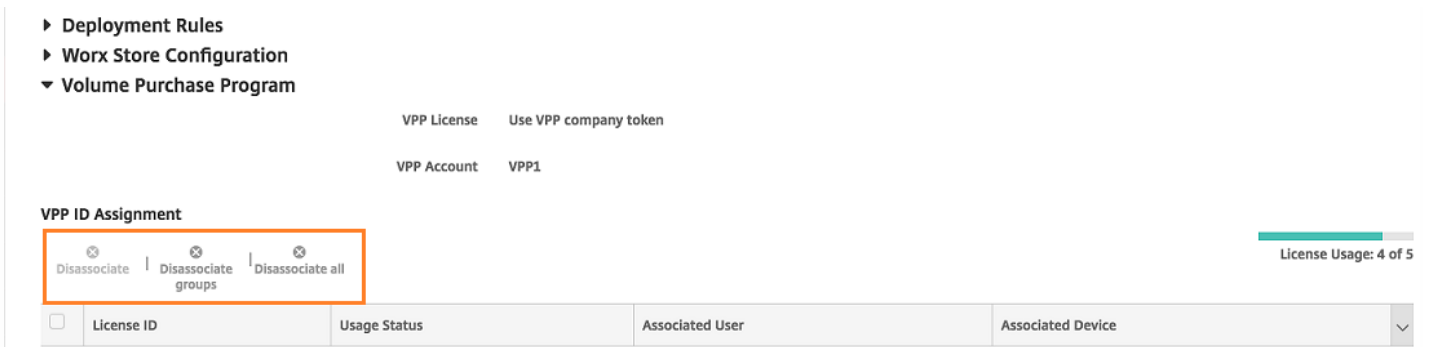 Deployment Rules
Worx Store Configuration
Volume Purchase Program
VPP License Use VPP company token
VPP Account VPP1
VPP ID Assignment
Disassociate | Disassociate groups | Disassociate all
License Usage: 4 of 5
License ID Usage Status Associated User Associated Device